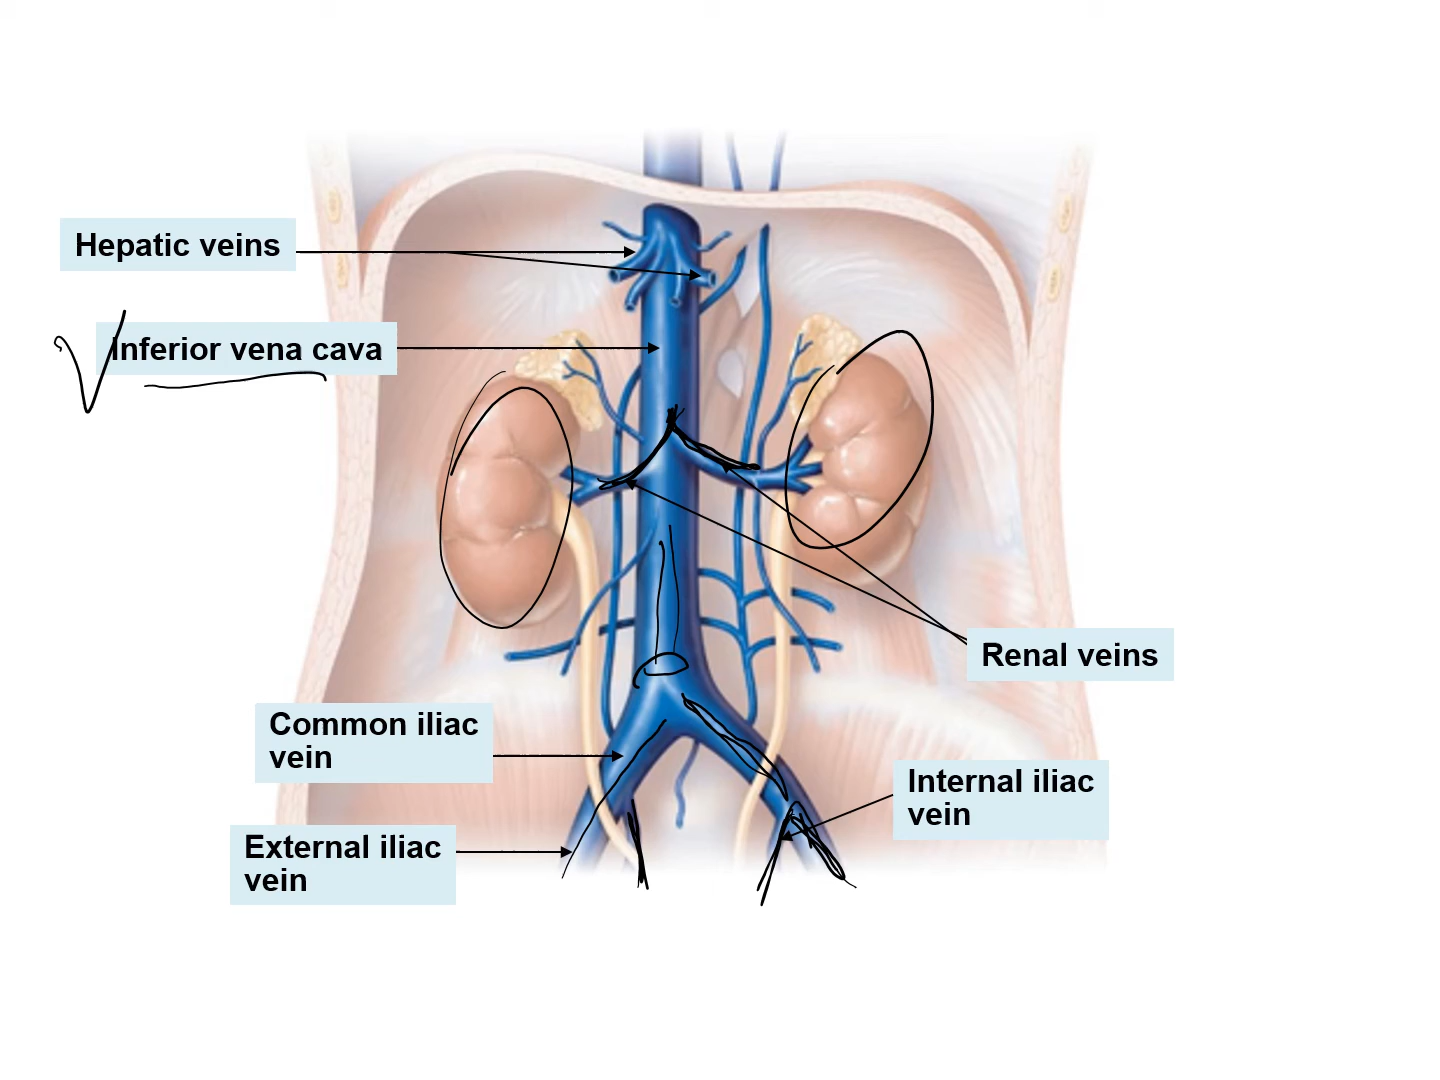 Hepatic veins
Inferior vena cava
Renal veins
Common iliac
vein
Internal iliac
vein
External iliac
vein